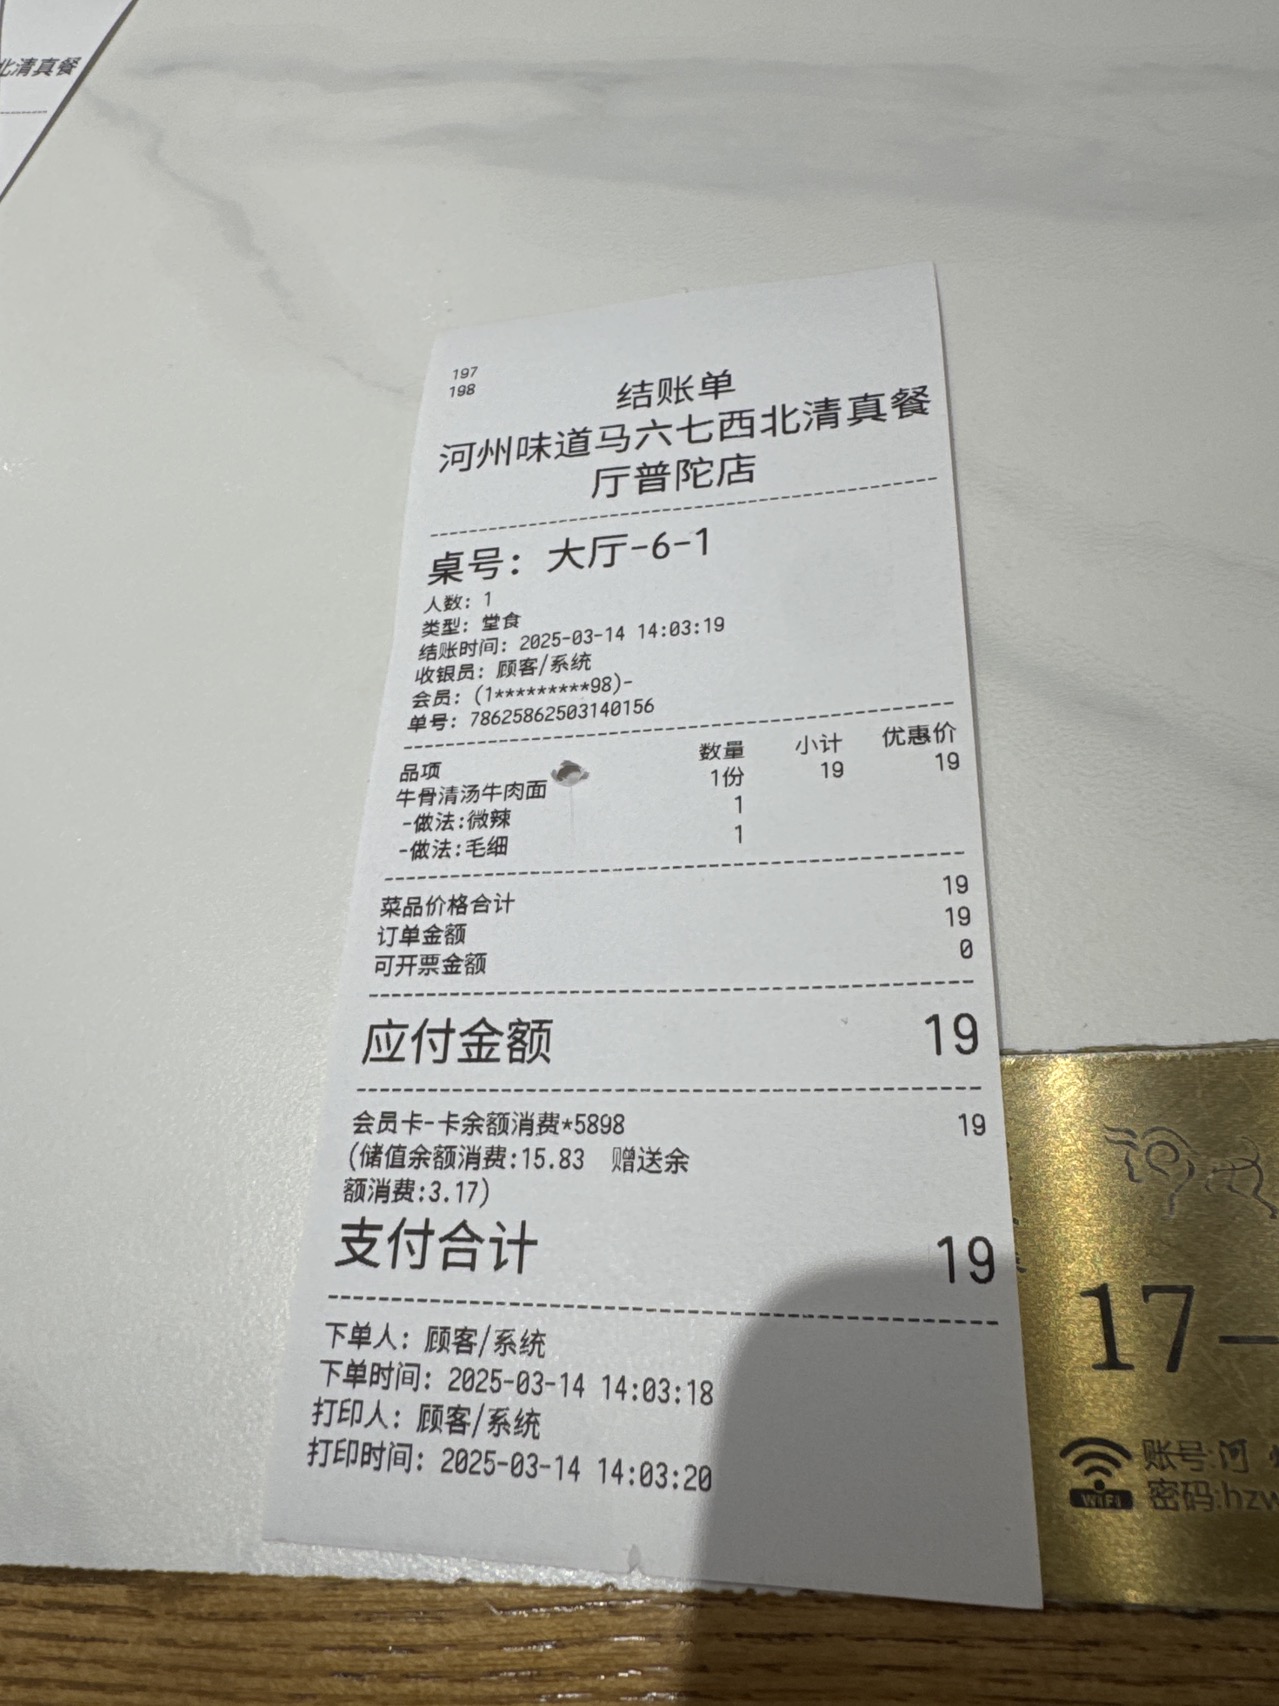 北清真餐
197
198
结账单
河州味道马六七西北清真餐
厅普陀店
桌号：大厅-6-1
人数：1
类型：堂食
结账时间：2025-03-14 14:03:19
收银员：顾客/系统
会员：(1*********98)-
单号：78625862503140156
品项 数量 小计 优惠价
牛骨清汤牛肉面 1份 19 19
-做法:微辣 1
-做法:毛细 1
菜品价格合计 19
订单金额 19
可开票金额 0
应付金额 19
会员卡-卡余额消费*5898 19
(储值余额消费:15.83 赠送余
额消费:3.17)
支付合计 19
下单人：顾客/系统
下单时间：2025-03-14 14:03:18
打印人：顾客/系统
打印时间：2025-03-14 14:03:20
17-
WIFI
账号:河
密码:hzw